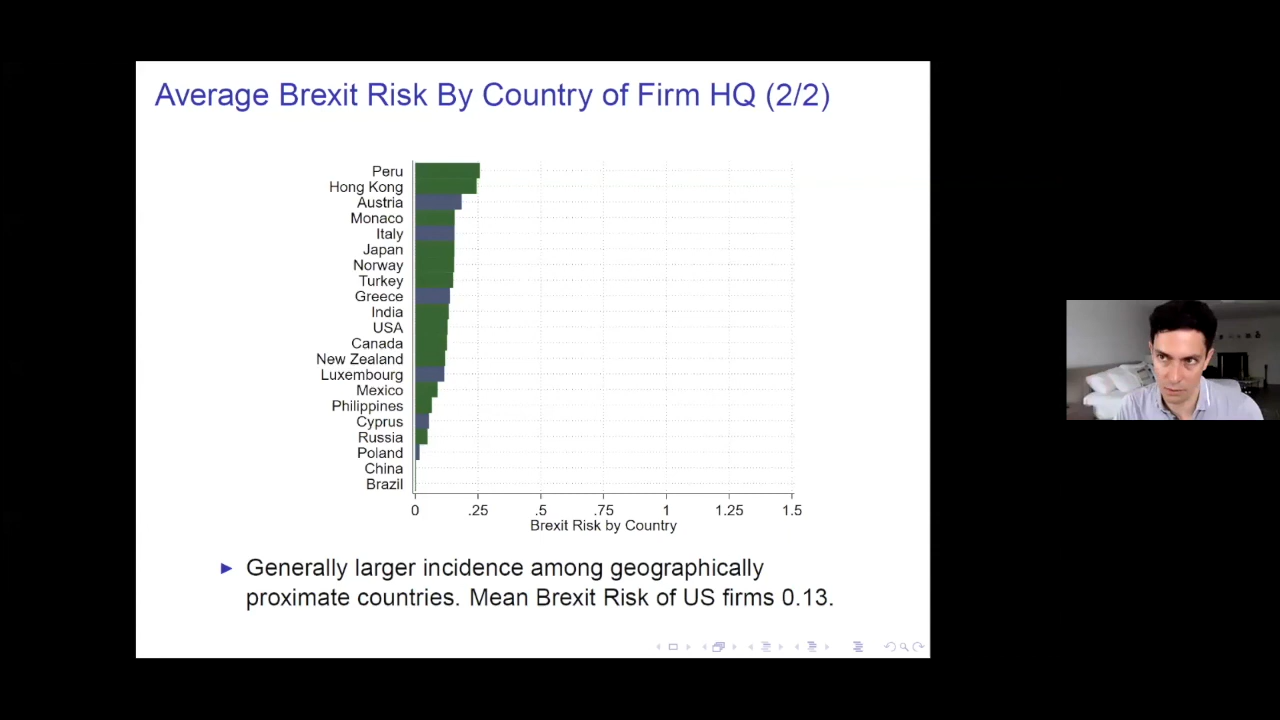 Average Brexit Risk By Country of Firm HQ (2/2)
Peru
Hong Kong
Austria
Monaco
Italy
Japan
Norway
Turkey
Greece
India
USA
Canada
New Zealand
Luxembourg
Mexico
Philippines
Cyprus
Russia
Poland
China
Brazil
0 .25 .5 .75 1 1.25 1.5
Brexit Risk by Country
Generally larger incidence among geographically
proximate countries. Mean Brexit Risk of US firms 0.13.